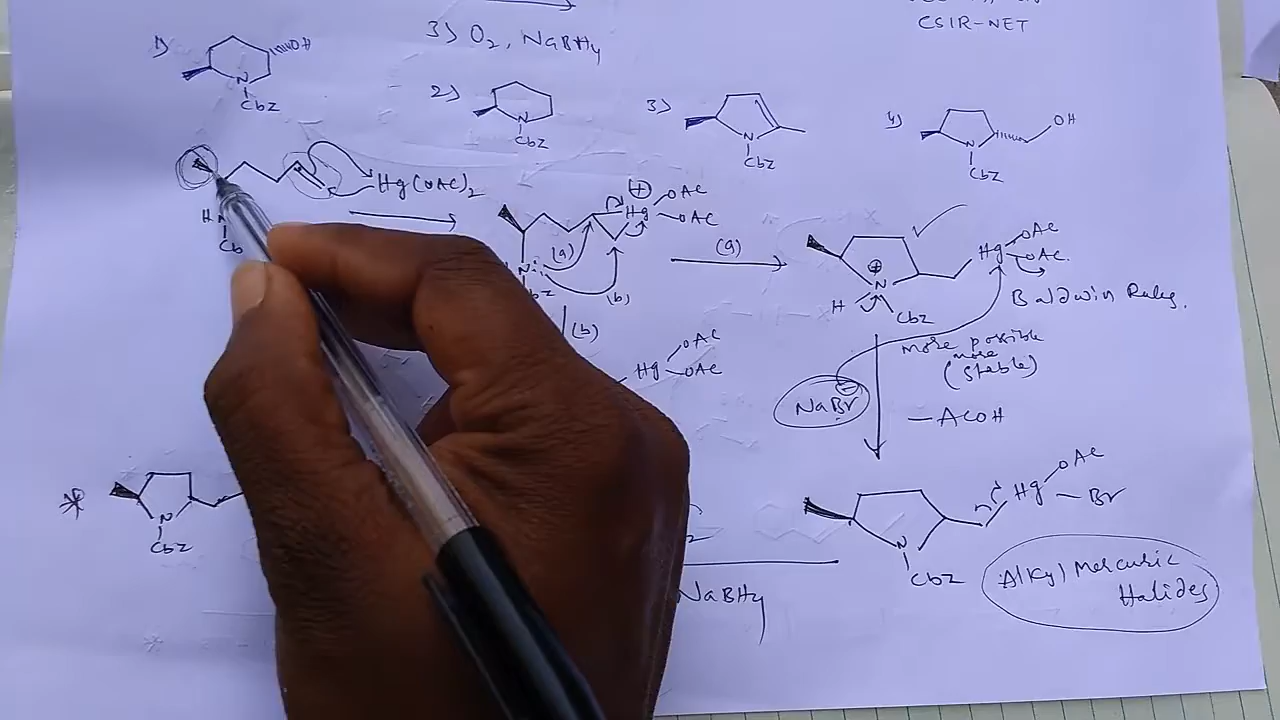 CSIR-NET
3) O2, NaBH4
1)
OH
N
Cbz
2)
N
Cbz
3)
N
Cbz
4)
OH
N
Cbz
Hg(OAc)2
H
Cb
⊕
Hg
OAc
OAc
(a)
N:
bz
(b)
(a)
⊕
N
H
Cbz
Hg
OAc
OAc.
Baldwin Rules.
(b)
Hg
OAc
OAc
more possible
more
(stable)
NaBr
-AcOH
*
N
Cbz
NaBH4
N
Cbz
Hg
OAc
-Br
Alkyl Mercuric
Halides